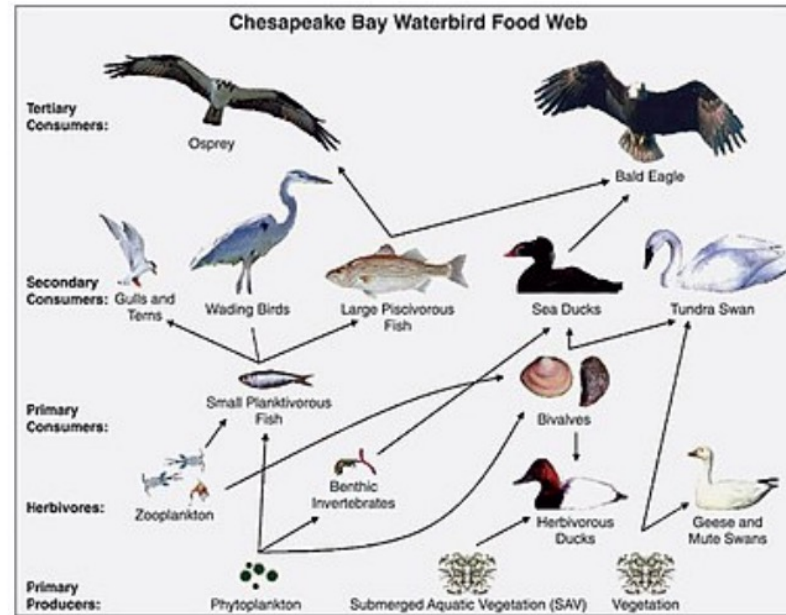 Chesapeake Bay Waterbird Food Web
Tertiary
Consumers:
Osprey
Bald Eagle
Secondary
Consumers:
Gulls and
Terns
Wading Birds
Large Piscivorous
Fish
Sea Ducks
Tundra Swan
Primary
Consumers:
Small Planktivorous
Fish
Bivalves
Herbivores:
Zooplankton
Benthic
Invertebrates
Herbivorous
Ducks
Geese and
Mute Swans
Primary
Producers:
Phytoplankton
Submerged Aquatic Vegetation (SAV)
Vegetation